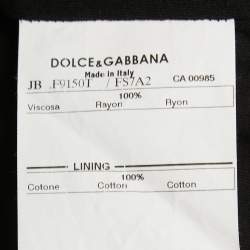 DOLCE&GABBANA
Made in Italy
JB F9150T / FS7A2 CA 00985
100%
Viscosa Rayon Ryon
LINING
100%
Cotone Cotton Cotton